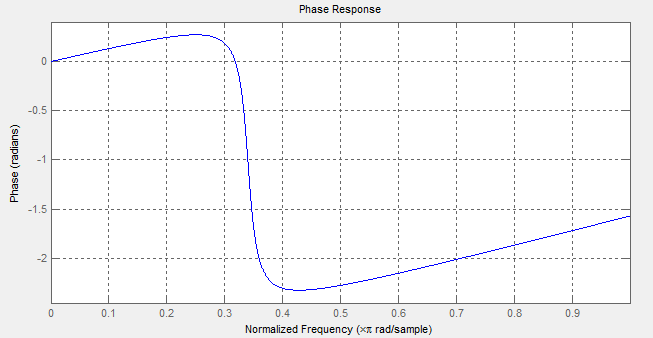 Phase Response
0
-0.5
-1
-1.5
-2
Phase (radians)
0 0.1 0.2 0.3 0.4 0.5 0.6 0.7 0.8 0.9
Normalized Frequency (×π rad/sample)